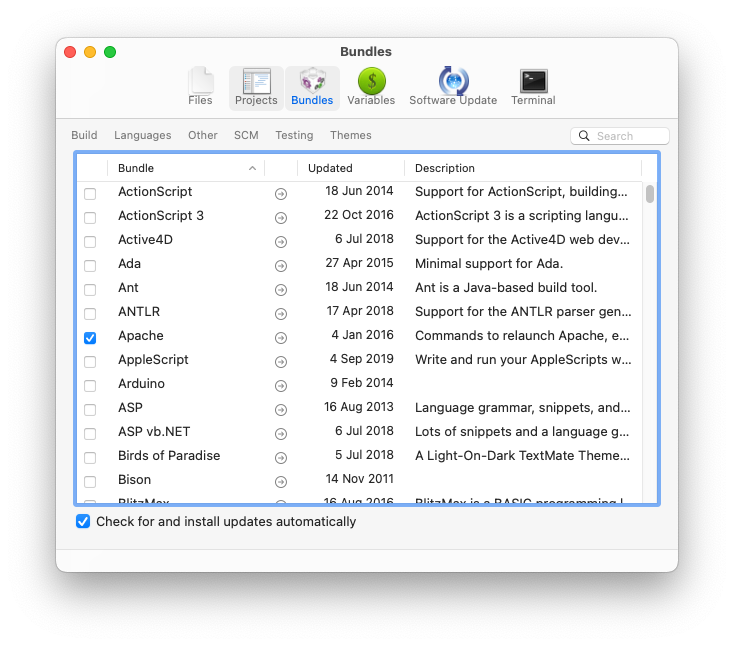 Bundles
Files Projects Bundles Variables Software Update Terminal
Build Languages Other SCM Testing Themes Search
Bundle Updated Description
ActionScript 18 Jun 2014 Support for ActionScript, building...
ActionScript 3 22 Oct 2016 ActionScript 3 is a scripting langu...
Active4D 6 Jul 2018 Support for the Active4D web dev...
Ada 27 Apr 2015 Minimal support for Ada.
Ant 18 Jun 2014 Ant is a Java-based build tool.
ANTLR 17 Apr 2018 Support for the ANTLR parser gen...
Apache 4 Jan 2016 Commands to relaunch Apache, e...
AppleScript 4 Sep 2019 Write and run your AppleScripts w...
Arduino 9 Feb 2014
ASP 16 Aug 2013 Language grammar, snippets, and...
ASP vb.NET 6 Jul 2018 Lots of snippets and a language g...
Birds of Paradise 5 Jul 2018 A Light-On-Dark TextMate Theme...
Bison 14 Nov 2011
BlitzMax 16 Aug 2016 BlitzMax is a BASIC programming l...
Check for and install updates automatically